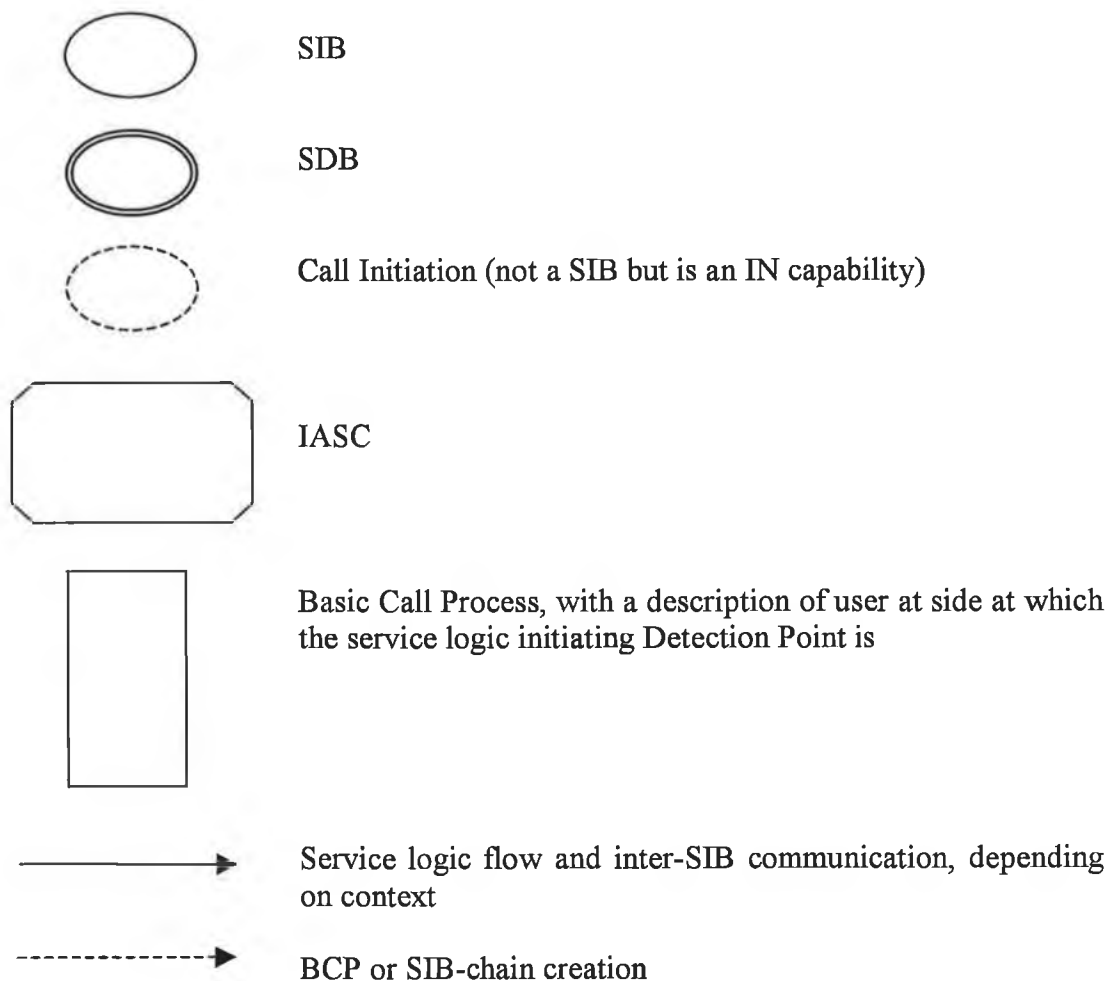 SIB
SDB
Call Initiation (not a SIB but is an IN capability)
IASC
Basic Call Process, with a description of user at side at which
the service logic initiating Detection Point is
Service logic flow and inter-SIB communication, depending
on context
BCP or SIB-chain creation